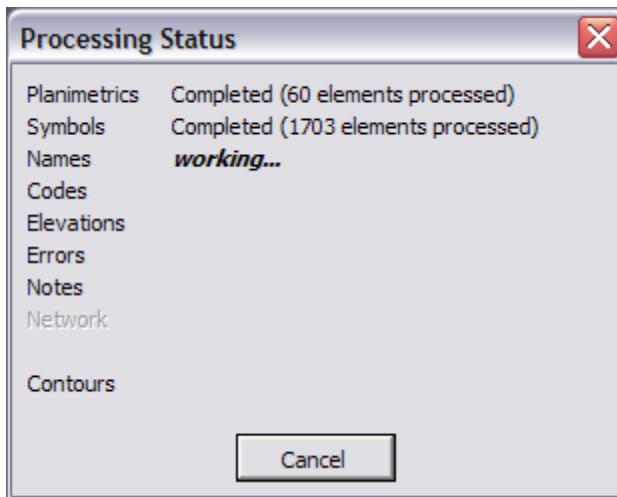 Processing Status
Planimetrics Completed (60 elements processed)
Symbols Completed (1703 elements processed)
Names working...
Codes
Elevations
Errors
Notes
Network
Contours
Cancel